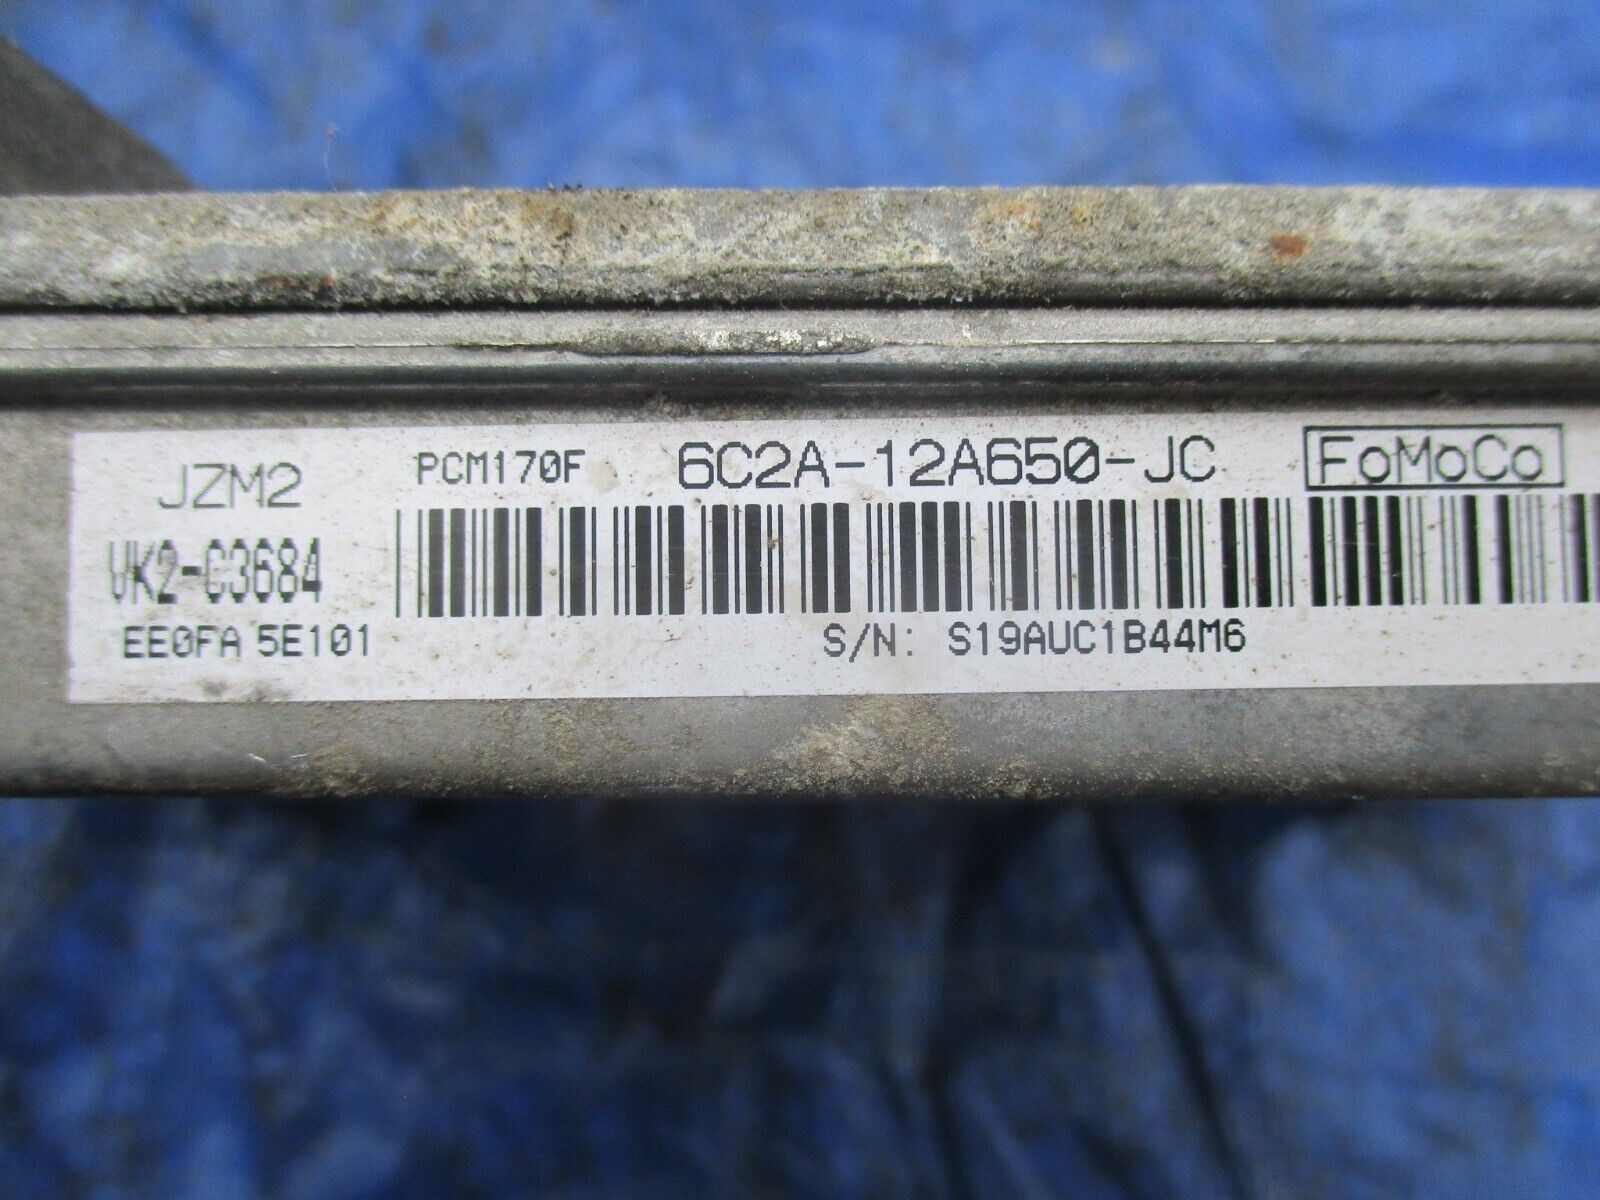 JZM2 PCM170F 6C2A-12A650-JC FoMoCo
VK2-C3684
EE0FA 5E101 S/N: S19AUC1B44M6